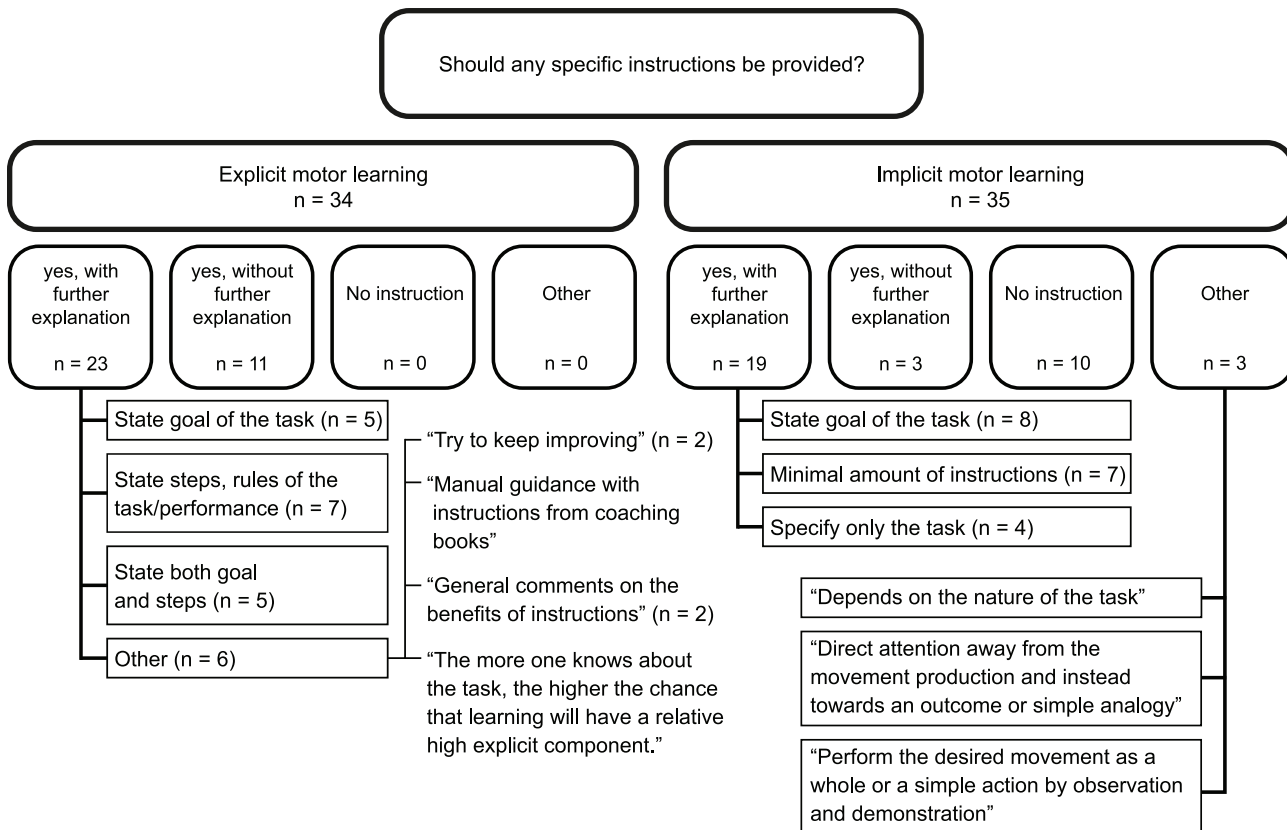 Should any specific instructions be provided?
Explicit motor learning
n = 34
Implicit motor learning
n = 35
yes, with
further
explanation
n = 23
yes, without
further
explanation
n = 11
No instruction
n = 0
Other
n = 0
yes, with
further
explanation
n = 19
yes, without
further
explanation
n = 3
No instruction
n = 10
Other
n = 3
State goal of the task (n = 5)
State steps, rules of the
task/performance (n = 7)
State both goal
and steps (n = 5)
Other (n = 6)
“Try to keep improving” (n = 2)
“Manual guidance with
instructions from coaching
books”
“General comments on the
benefits of instructions” (n = 2)
“The more one knows about
the task, the higher the chance
that learning will have a relative
high explicit component.”
State goal of the task (n = 8)
Minimal amount of instructions (n = 7)
Specify only the task (n = 4)
“Depends on the nature of the task”
“Direct attention away from the
movement production and instead
towards an outcome or simple analogy”
“Perform the desired movement as a
whole or a simple action by observation
and demonstration”